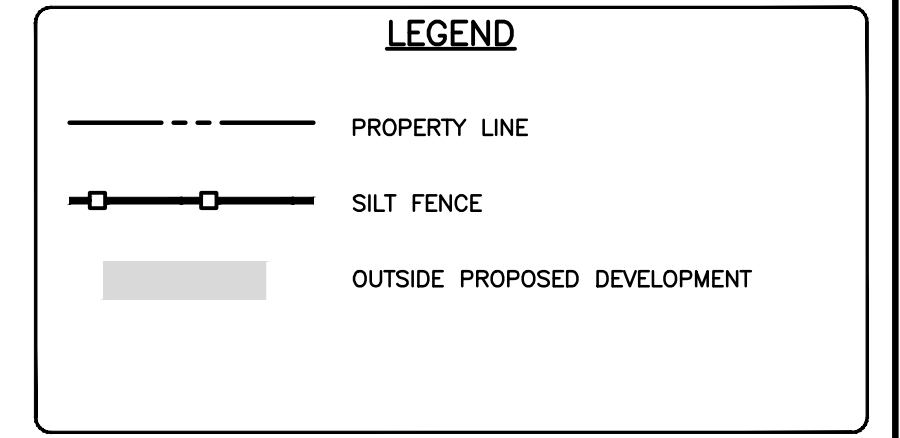 LEGEND
PROPERTY LINE
SILT FENCE
OUTSIDE PROPOSED DEVELOPMENT